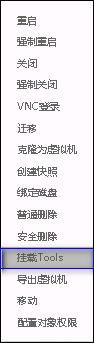 重启
强制重启
关闭
强制关闭
VNC登录
迁移
克隆为虚拟机
创建快照
绑定磁盘
普通删除
安全删除
挂载Tools
导出虚拟机
移动
配置对象权限